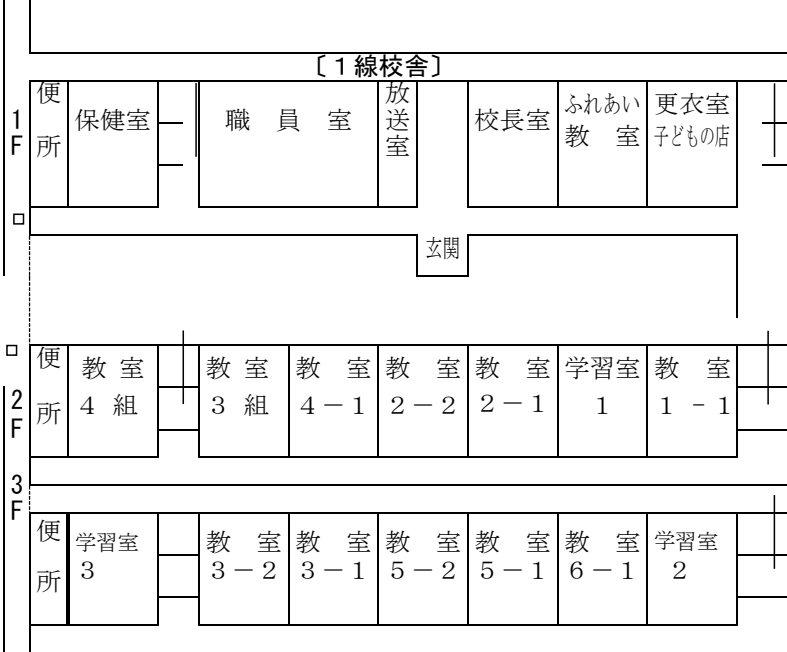 〔１線校舎〕
1F
便所
保健室
職員室
放送室
校長室
ふれあい
教室
更衣室
子どもの店
玄関
2F
便所
教室
４組
教室
３組
教室
４－１
教室
２－２
教室
２－１
学習室
１
教室
１-１
3F
便所
学習室
３
教室
３－２
教室
３－１
教室
５－２
教室
５－１
教室
６－１
学習室
２